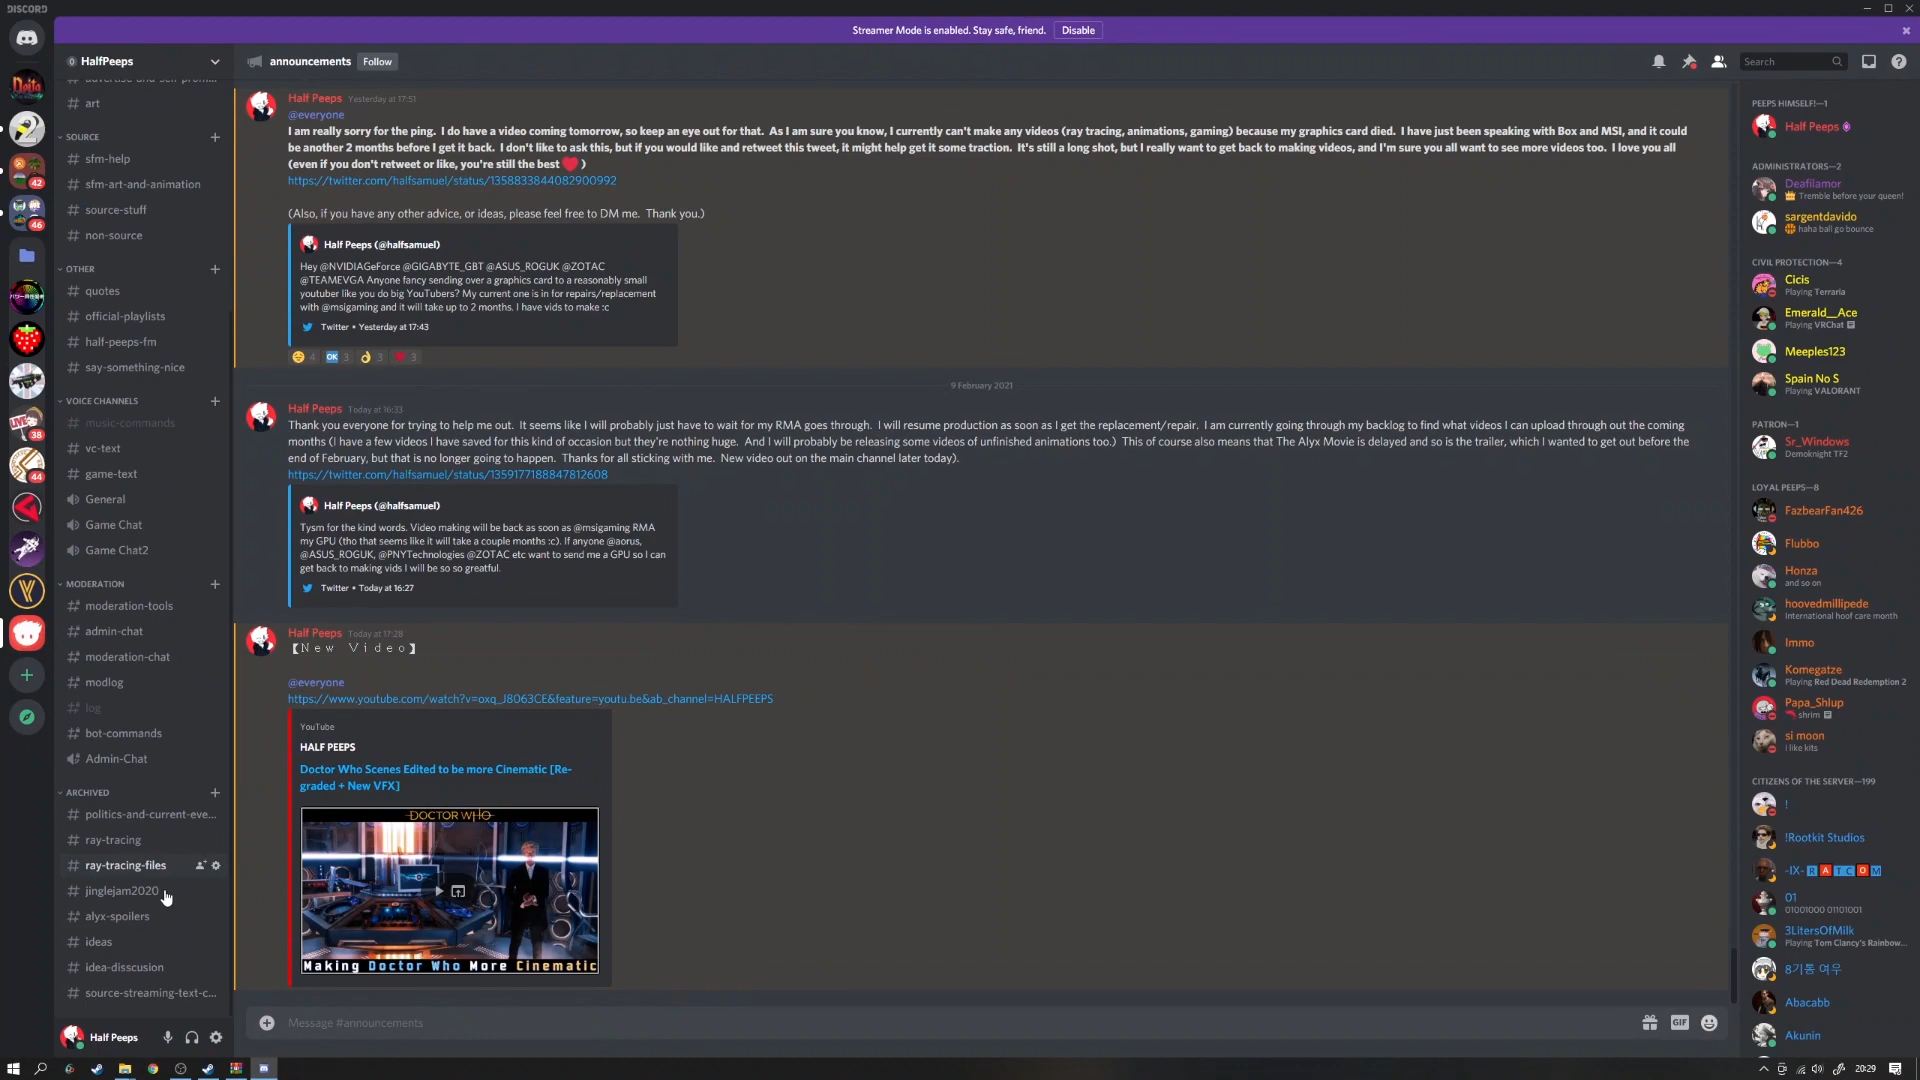 DISCORD
Streamer Mode is enabled. Stay safe, friend.
Disable
HalfPeeps
announcements
Follow
Search
art
SOURCE
sfm-help
sfm-art-and-animation
source-stuff
non-source
OTHER
quotes
official-playlists
half-peeps-fm
say-something-nice
VOICE CHANNELS
music-commands
vc-text
game-text
General
Game Chat
Game Chat2
MODERATION
moderation-tools
admin-chat
moderation-chat
modlog
log
bot-commands
Admin-Chat
ARCHIVED
politics-and-current-eve...
ray-tracing
ray-tracing-files
jinglejam2020
alyx-spoilers
ideas
idea-disscusion
source-streaming-text-c...
Half Peeps
42
46
LIVE
38
44
Half Peeps Yesterday at 17:51
@everyone
I am really sorry for the ping. I do have a video coming tomorrow, so keep an eye out for that. As I am sure you know, I currently can't make any videos (ray tracing, animations, gaming) because my graphics card died. I have just been speaking with Box and MSI, and it could
be another 2 months before I get it back. I don't like to ask this, but if you would like and retweet this tweet, it might help get it some traction. It's still a long shot, but I really want to get back to making videos, and I'm sure you all want to see more videos too. I love you all
(even if you don't retweet or like, you're still the best ❤ )
https://twitter.com/halfsamuel/status/1358833844082900992
(Also, if you have any other advice, or ideas, please feel free to DM me. Thank you.)
Half Peeps (@halfsamuel)
Hey @NVIDIAGeForce @GIGABYTE_GBT @ASUS_ROGUK @ZOTAC
@TEAMEVGA Anyone fancy sending over a graphics card to a reasonably small
youtuber like you do big YouTubers? My current one is in for repairs/replacement
with @msigaming and it will take up to 2 months. I have vids to make :c
Twitter • Yesterday at 17:43
4 OK 3 3 3
9 February 2021
Half Peeps Today at 16:33
Thank you everyone for trying to help me out. It seems like I will probably just have to wait for my RMA goes through. I will resume production as soon as I get the replacement/repair. I am currently going through my backlog to find what videos I can upload through out the coming
months (I have a few videos I have saved for this kind of occasion but they're nothing huge. And I will probably be releasing some videos of unfinished animations too.) This of course also means that The Alyx Movie is delayed and so is the trailer, which I wanted to get out before the
end of February, but that is no longer going to happen. Thanks for all sticking with me. New video out on the main channel later today).
https://twitter.com/halfsamuel/status/1359177188847812608
Half Peeps (@halfsamuel)
Tysm for the kind words. Video making will be back as soon as @msigaming RMA
my GPU (tho that seems like it will take a couple months :c). If anyone @aorus,
@ASUS_ROGUK, @PNYTechnologies @ZOTAC etc want to send me a GPU so I can
get back to making vids I will be so so greatful.
Twitter • Today at 16:27
Half Peeps Today at 17:28
【New Video】
@everyone
https://www.youtube.com/watch?v=oxq_J8063CE&feature=youtu.be&ab_channel=HALFPEEPS
YouTube
HALF PEEPS
Doctor Who Scenes Edited to be more Cinematic [Re-
graded + New VFX]
DOCTOR WHO
Making Doctor Who More Cinematic
Message #announcements
GIF
PEEPS HIMSELF!—1
Half Peeps
ADMINISTRATORS—2
Deafilamor
Tremble before your queen!
sargentdavido
haha ball go bounce
CIVIL PROTECTION—4
Cicis
Playing Terraria
Emerald__Ace
Playing VRChat
Meeples123
Spain No S
Playing VALORANT
PATRON—1
Sr_Windows
Demoknight TF2
LOYAL PEEPS—8
FazbearFan426
Flubbo
Honza
and so on
hoovedmillipede
International hoof care month
Immo
Komegatze
Playing Red Dead Redemption 2
Papa_Shlup
shrim
si moon
i like kits
CITIZENS OF THE SERVER—199
!
!Rootkit Studios
-IX- R A T C O M
01
01001000 01101001
3LitersOfMilk
Playing Tom Clancy's Rainbow...
8기통 여우
Abacabb
Akunin
20:29